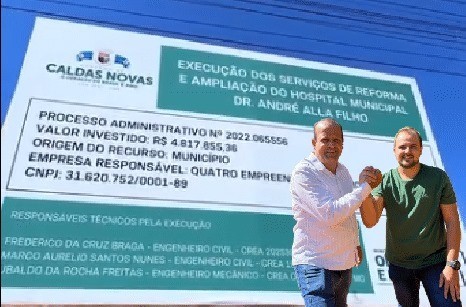 CALDAS NOVAS
EXECUÇÃO DOS SERVIÇOS DE REFORMA
E AMPLIAÇÃO DO HOSPITAL MUNICIPAL
DR. ANDRÉ ALLA FILHO
PROCESSO ADMINISTRATIVO Nº 2022.065556
VALOR INVESTIDO: R$ 4.817.855,36
ORIGEM DO RECURSO: MUNICÍPIO
EMPRESA RESPONSÁVEL: QUATRO EMPREEN
CNPJ: 31.620.752/0001-89
RESPONSÁVEIS TÉCNICOS PELA EXECUÇÃO
FREDERICO DA CRUZ BRAGA - ENGENHEIRO CIVIL - CREA
MARCO AURELIO SANTOS NUNES - ENGENHEIRO CIVIL - CREA
UBALDO DA ROCHA FREITAS - ENGENHEIRO MECÂNICO - CREA